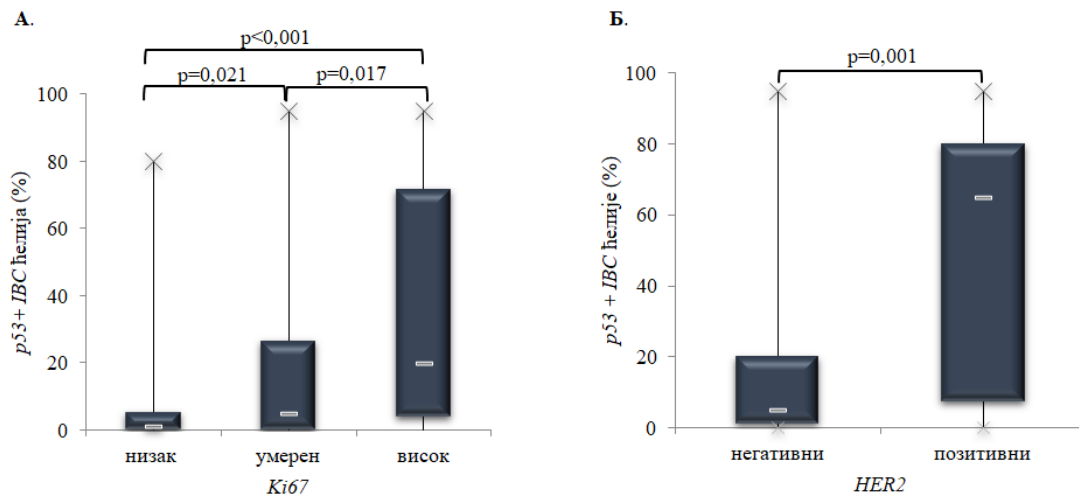 А.
p<0,001
p=0,021
p=0,017
100
80
60
40
20
0
p53+ IBC ћелија (%)
низак
умерен
висок
Ki67
Б.
p=0,001
100
80
60
40
20
0
p53 + IBC ћелије (%)
негативни
позитивни
HER2